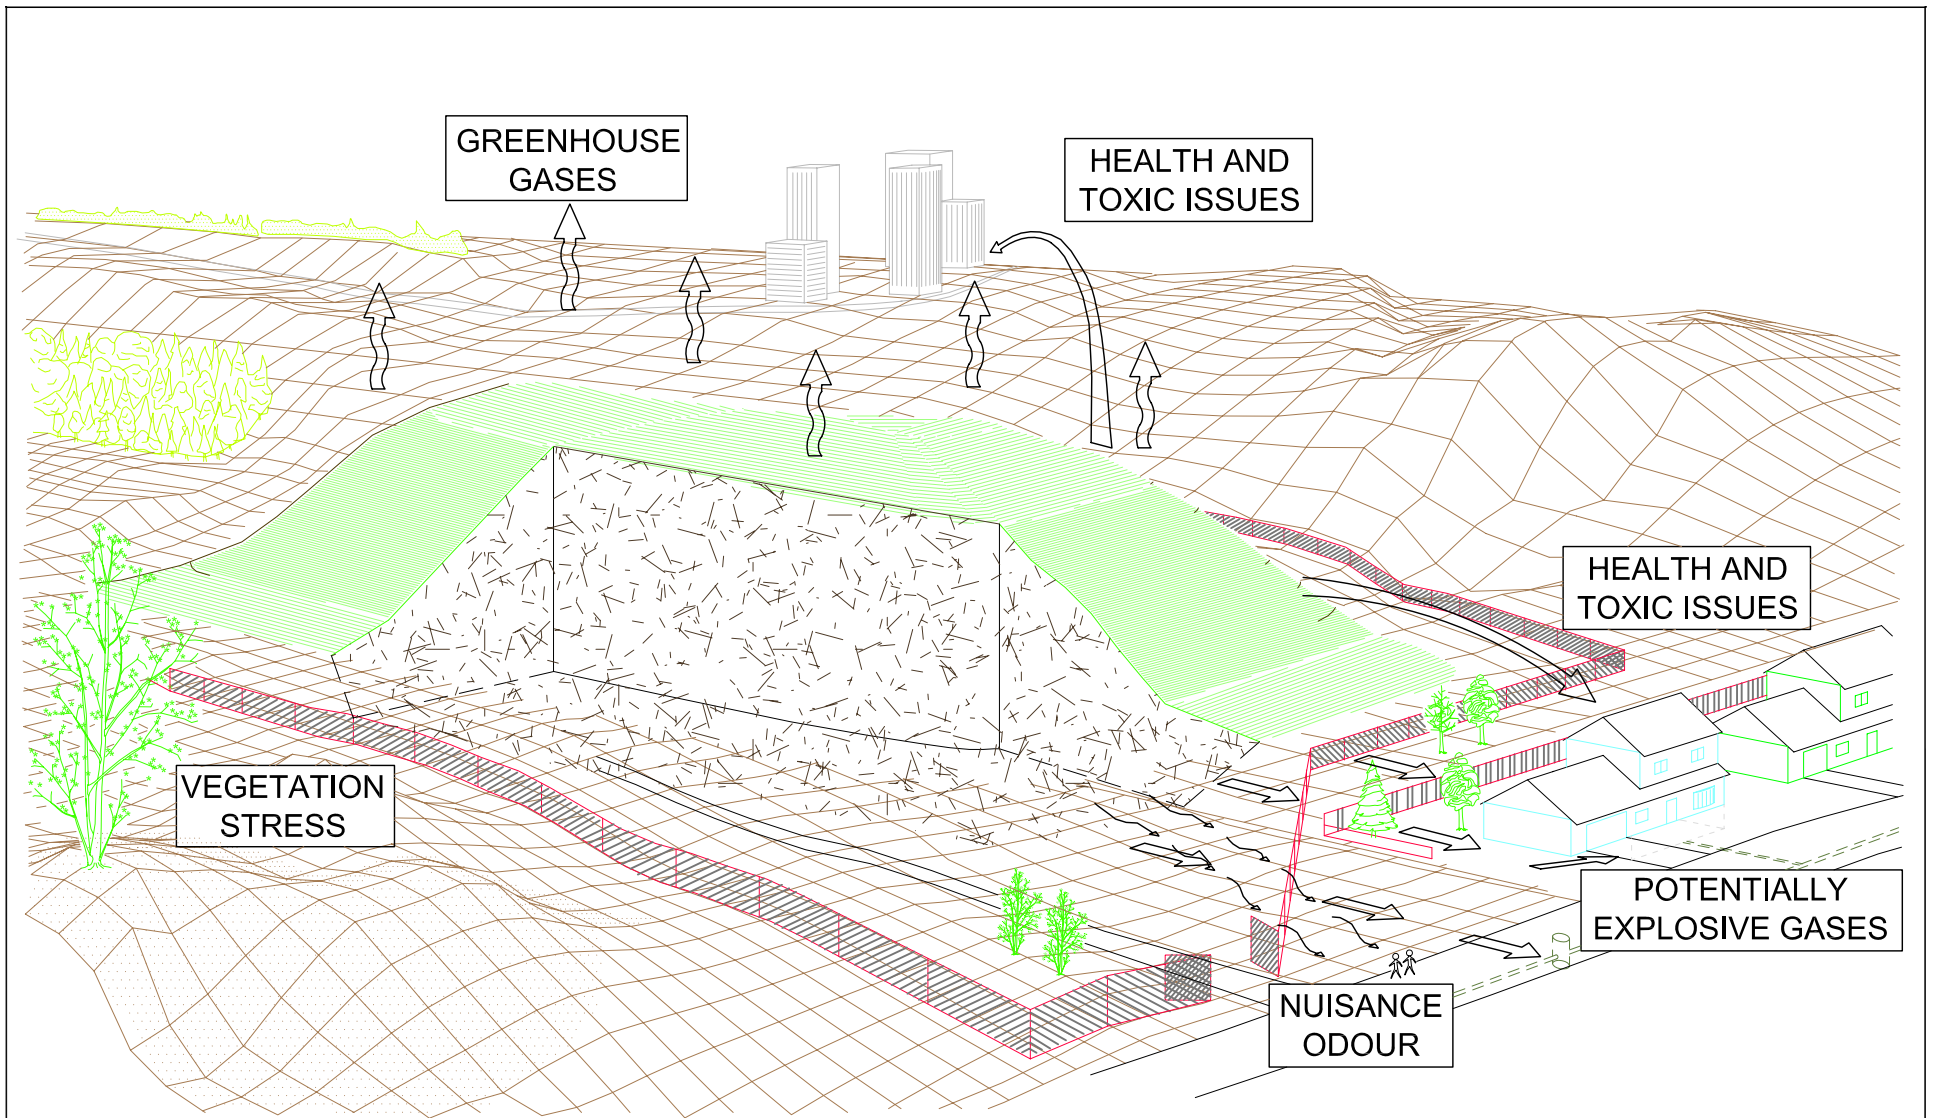 GREENHOUSE
GASES
HEALTH AND
TOXIC ISSUES
HEALTH AND
TOXIC ISSUES
VEGETATION
STRESS
POTENTIALLY
EXPLOSIVE GASES
NUISANCE
ODOUR